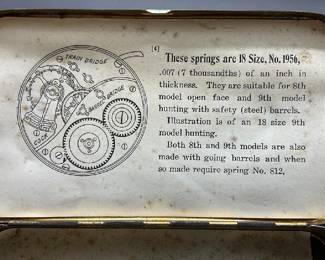 [4]
These springs are 18 Size, No. 1956,
.007 (7 thousandths) of an inch in
thickness. They are suitable for 8th
model open face and 9th model
hunting with safety (steel) barrels.
Illustration is of an 18 size 9th
model hunting.
Both 8th and 9th models are also
made with going barrels and when
so made require spring No. 812,
TRAIN BRIDGE
BARREL BRIDGE
COCK